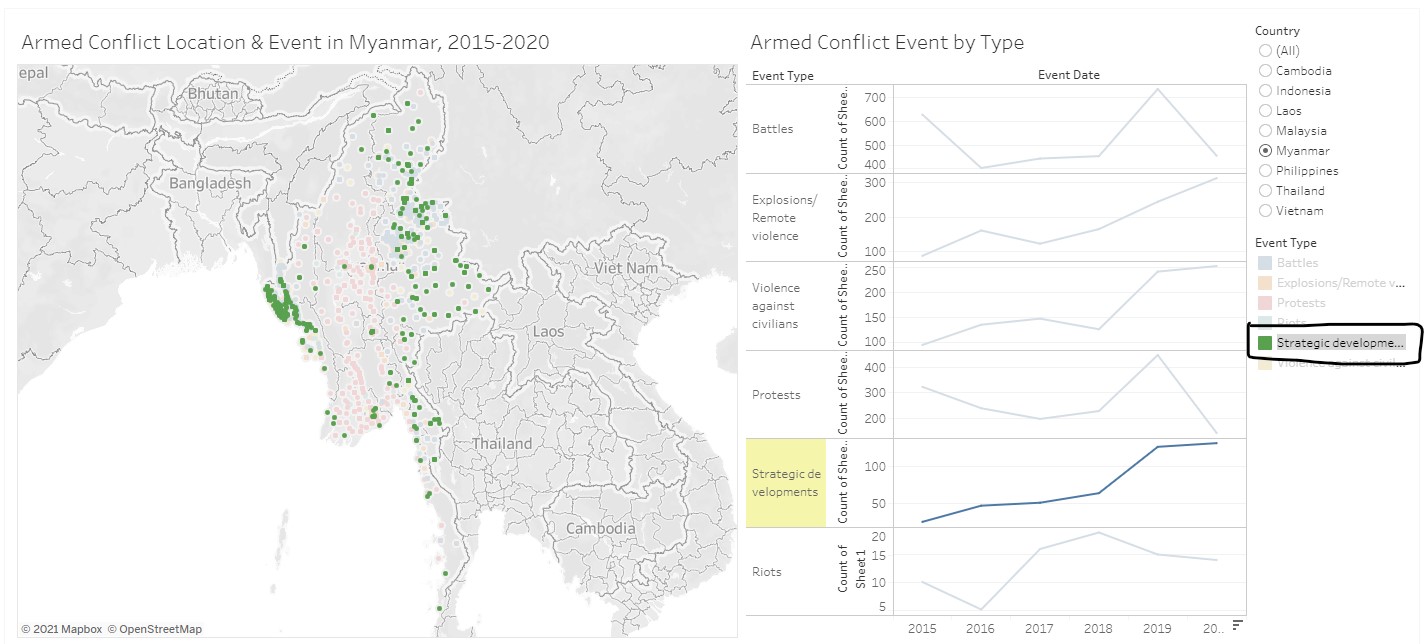 Armed Conflict Location & Event in Myanmar, 2015-2020
epal
Bhutan
Bangladesh
Viet Nam
Laos
Thailand
Cambodia
© 2021 Mapbox © OpenStreetMap
Armed Conflict Event by Type
Event Type
Event Date
Battles
Count of Shee..
700
600
500
400
Explosions/
Remote
violence
Count of Shee..
300
200
100
Violence
against
civilians
Count of Shee..
250
200
150
100
Protests
Count of Shee..
400
300
200
Strategic de
velopments
Count of Shee..
100
50
Riots
Count of
Sheet1
20
15
10
5
2015 2016 2017 2018 2019 20..
Country
(All)
Cambodia
Indonesia
Laos
Malaysia
Myanmar
Philippines
Thailand
Vietnam
Event Type
Battles
Explosions/Remote v...
Protests
Riots
Strategic developme...
Violence against civil...